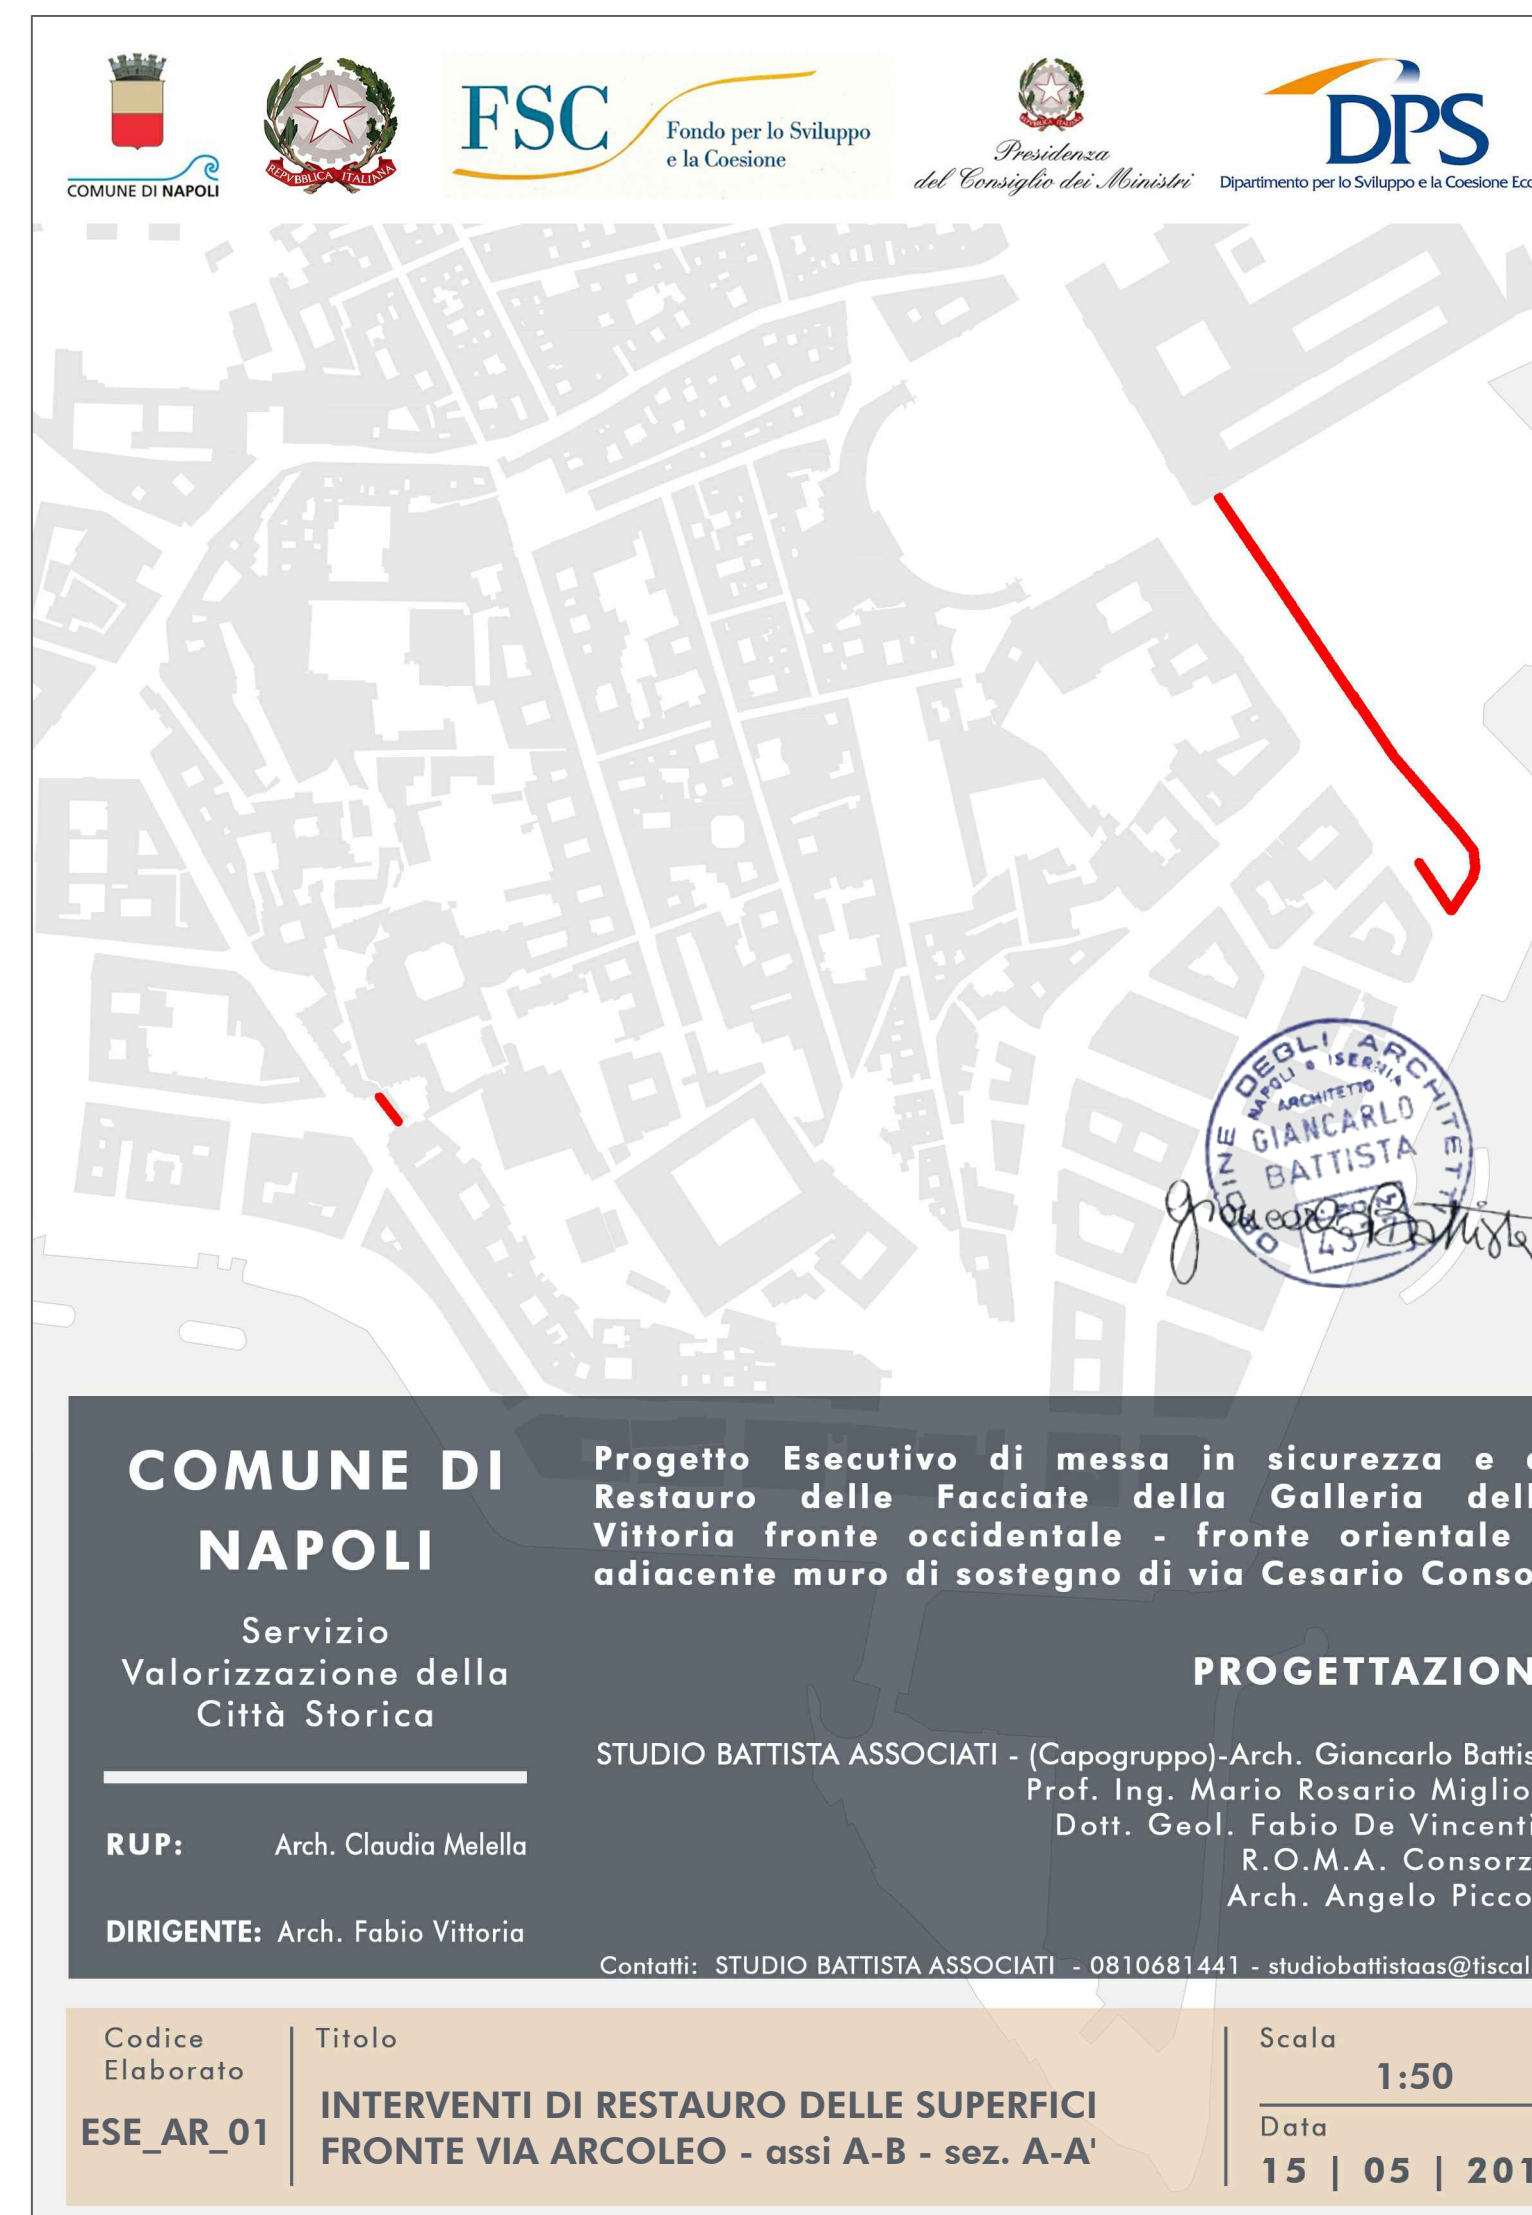 COMUNE DI NAPOLI
REPVBBLICA ITALIANA
FSC
Fondo per lo Sviluppo
e la Coesione
Presidenza
del Consiglio dei Ministri
DPS
Dipartimento per lo Sviluppo e la Coesione Eco
ORDINE DEGLI ARCHITETTI
NAPOLI E ISERNIA
ARCHITETTO
GIANCARLO
BATTISTA
Giancarlo Battista
COMUNE DI
NAPOLI
Servizio
Valorizzazione della
Città Storica
RUP: Arch. Claudia Melella
DIRIGENTE: Arch. Fabio Vittoria
Progetto Esecutivo di messa in sicurezza e
Restauro delle Facciate della Galleria dell
Vittoria fronte occidentale - fronte orientale
adiacente muro di sostegno di via Cesario Conso
PROGETTAZION
STUDIO BATTISTA ASSOCIATI - (Capogruppo)-Arch. Giancarlo Battis
Prof. Ing. Mario Rosario Miglio
Dott. Geol. Fabio De Vincenti
R.O.M.A. Consorz
Arch. Angelo Picco
Contatti: STUDIO BATTISTA ASSOCIATI - 0810681441 - studiobattistaas@tiscal
Codice
Elaborato
ESE_AR_01
Titolo
INTERVENTI DI RESTAURO DELLE SUPERFICI
FRONTE VIA ARCOLEO - assi A-B - sez. A-A'
Scala
1:50
Data
15 | 05 | 201